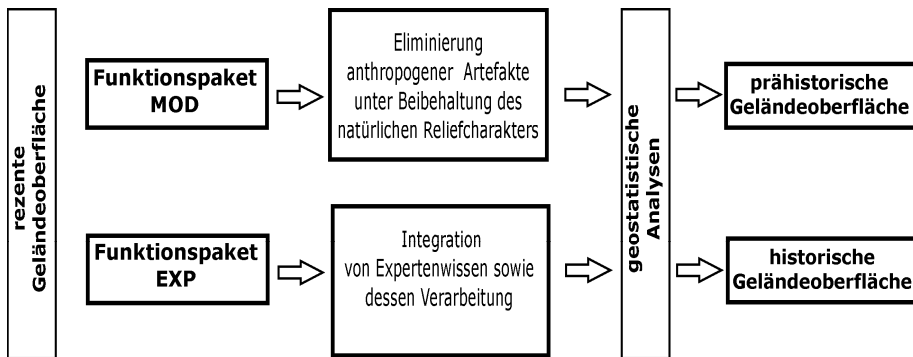 rezente
Geländeoberfläche
Funktionspaket
MOD
Eliminierung
anthropogener Artefakte
unter Beibehaltung des
natürlichen Reliefcharakters
geostatistische
Analysen
prähistorische
Geländeoberfläche
Funktionspaket
EXP
Integration
von Expertenwissen sowie
dessen Verarbeitung
historische
Geländeoberfläche